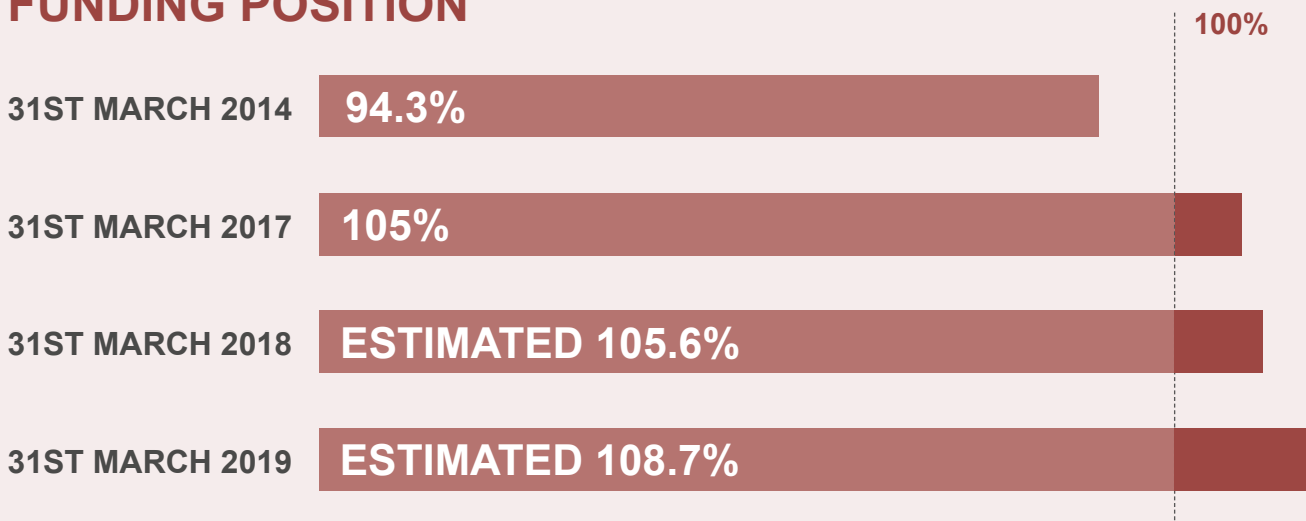 FUNDING POSITION
100%
31ST MARCH 2014 94.3%
31ST MARCH 2017 105%
31ST MARCH 2018 ESTIMATED 105.6%
31ST MARCH 2019 ESTIMATED 108.7%